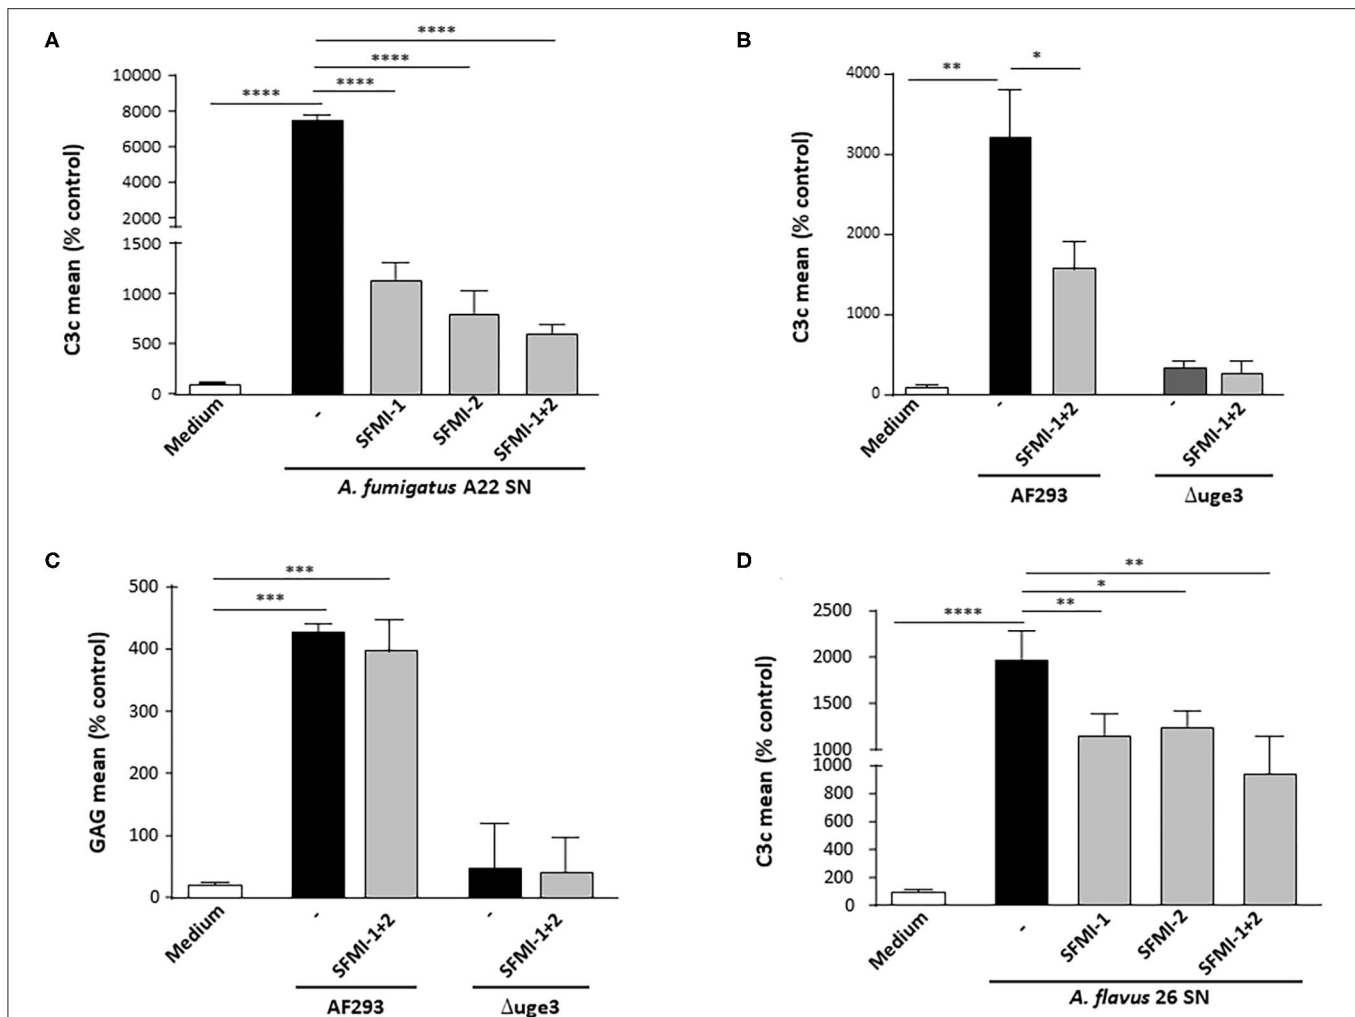 A
****
****
****
****
C3c mean (% control)
10000
8000
6000
4000
2000
1500
1000
500
0
Medium
-
SFMI-1
SFMI-2
SFMI-1+2
A. fumigatus A22 SN
B
**
*
C3c mean (% control)
4000
3000
2000
1000
0
Medium
-
SFMI-1+2
-
SFMI-1+2
AF293
Δuge3
C
***
***
GAG mean (% control)
500
400
300
200
100
0
Medium
-
SFMI-1+2
-
SFMI-1+2
AF293
Δuge3
D
**
*
****
**
C3c mean (% control)
2500
2000
1500
1000
1000
800
600
400
200
0
Medium
-
SFMI-1
SFMI-2
SFMI-1+2
A. flavus 26 SN